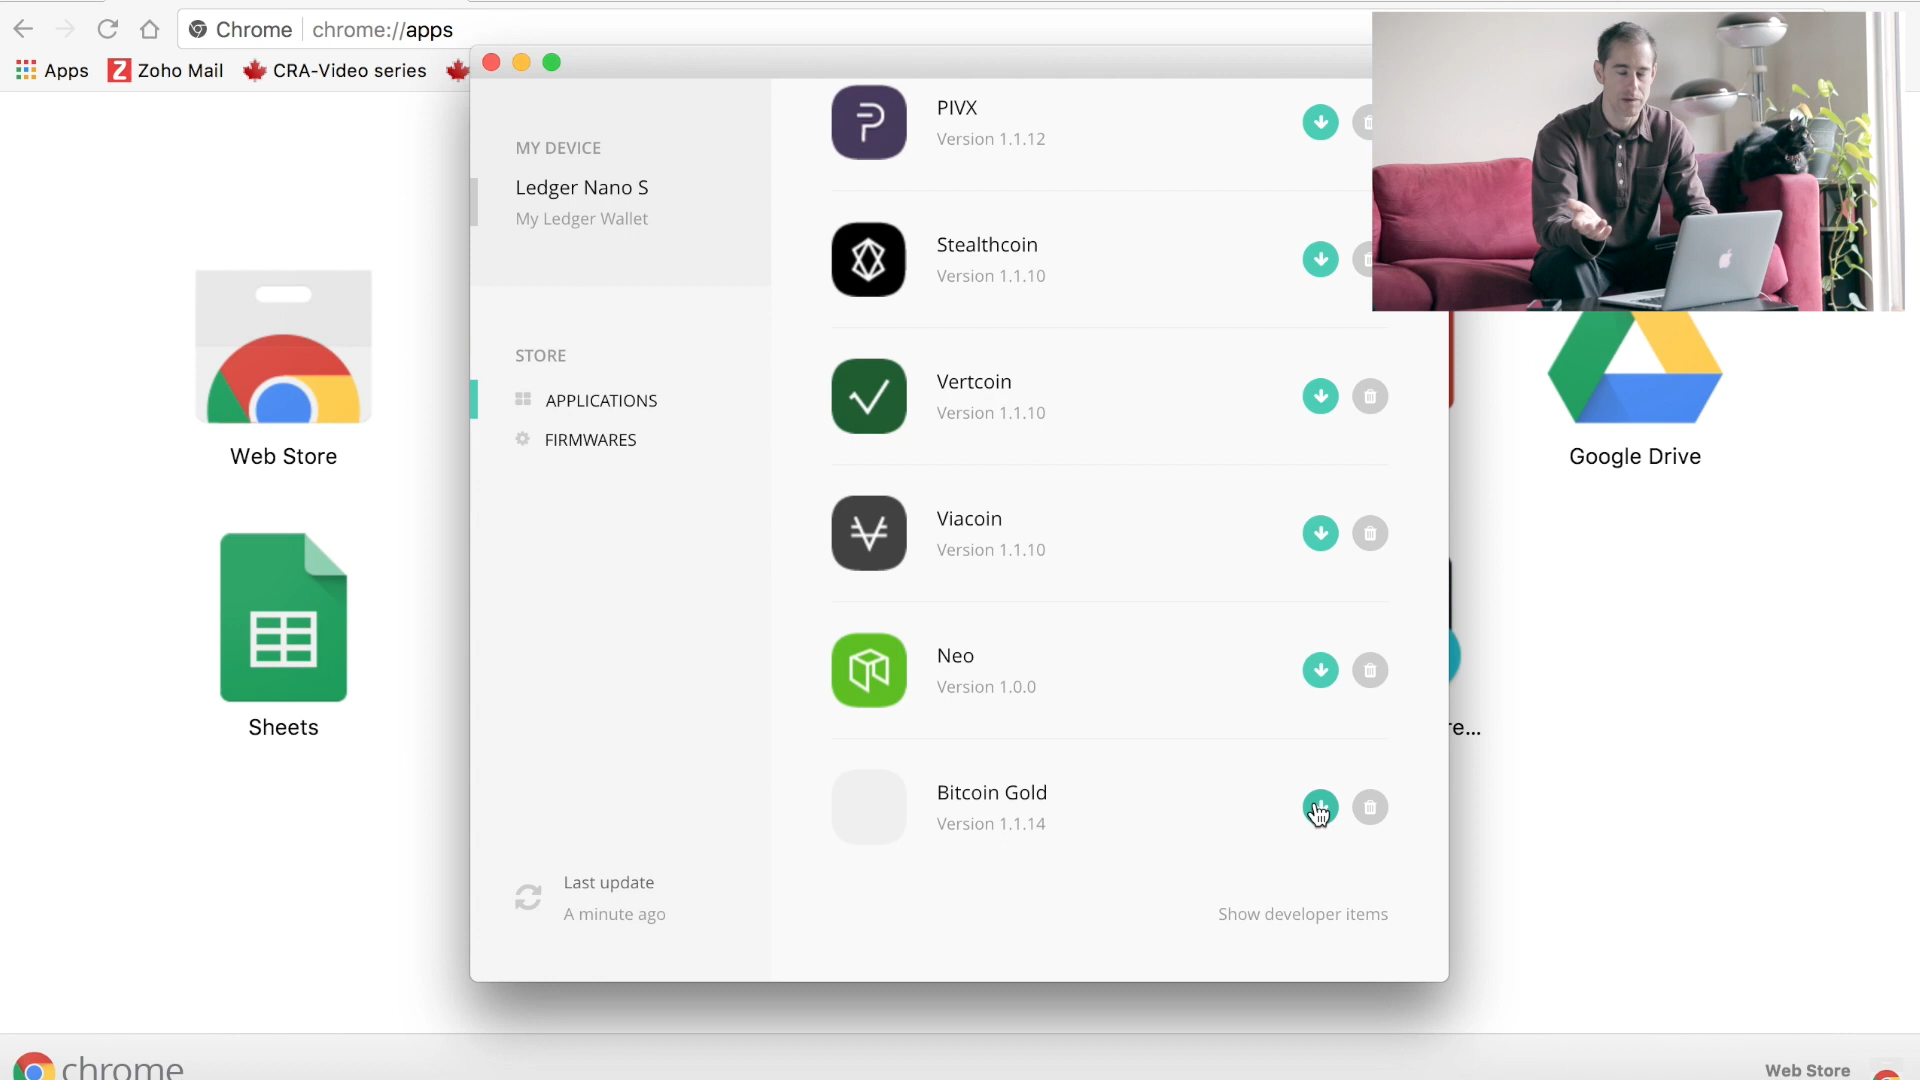 Chrome
chrome://apps
Apps
Zoho Mail
CRA-Video series
MY DEVICE
Ledger Nano S
My Ledger Wallet
STORE
APPLICATIONS
FIRMWARES
Last update
A minute ago
PIVX
Version 1.1.12
Stealthcoin
Version 1.1.10
Vertcoin
Version 1.1.10
Viacoin
Version 1.1.10
Neo
Version 1.0.0
Bitcoin Gold
Version 1.1.14
Show developer items
Web Store
Sheets
Google Drive
re...
chrome
Web Store